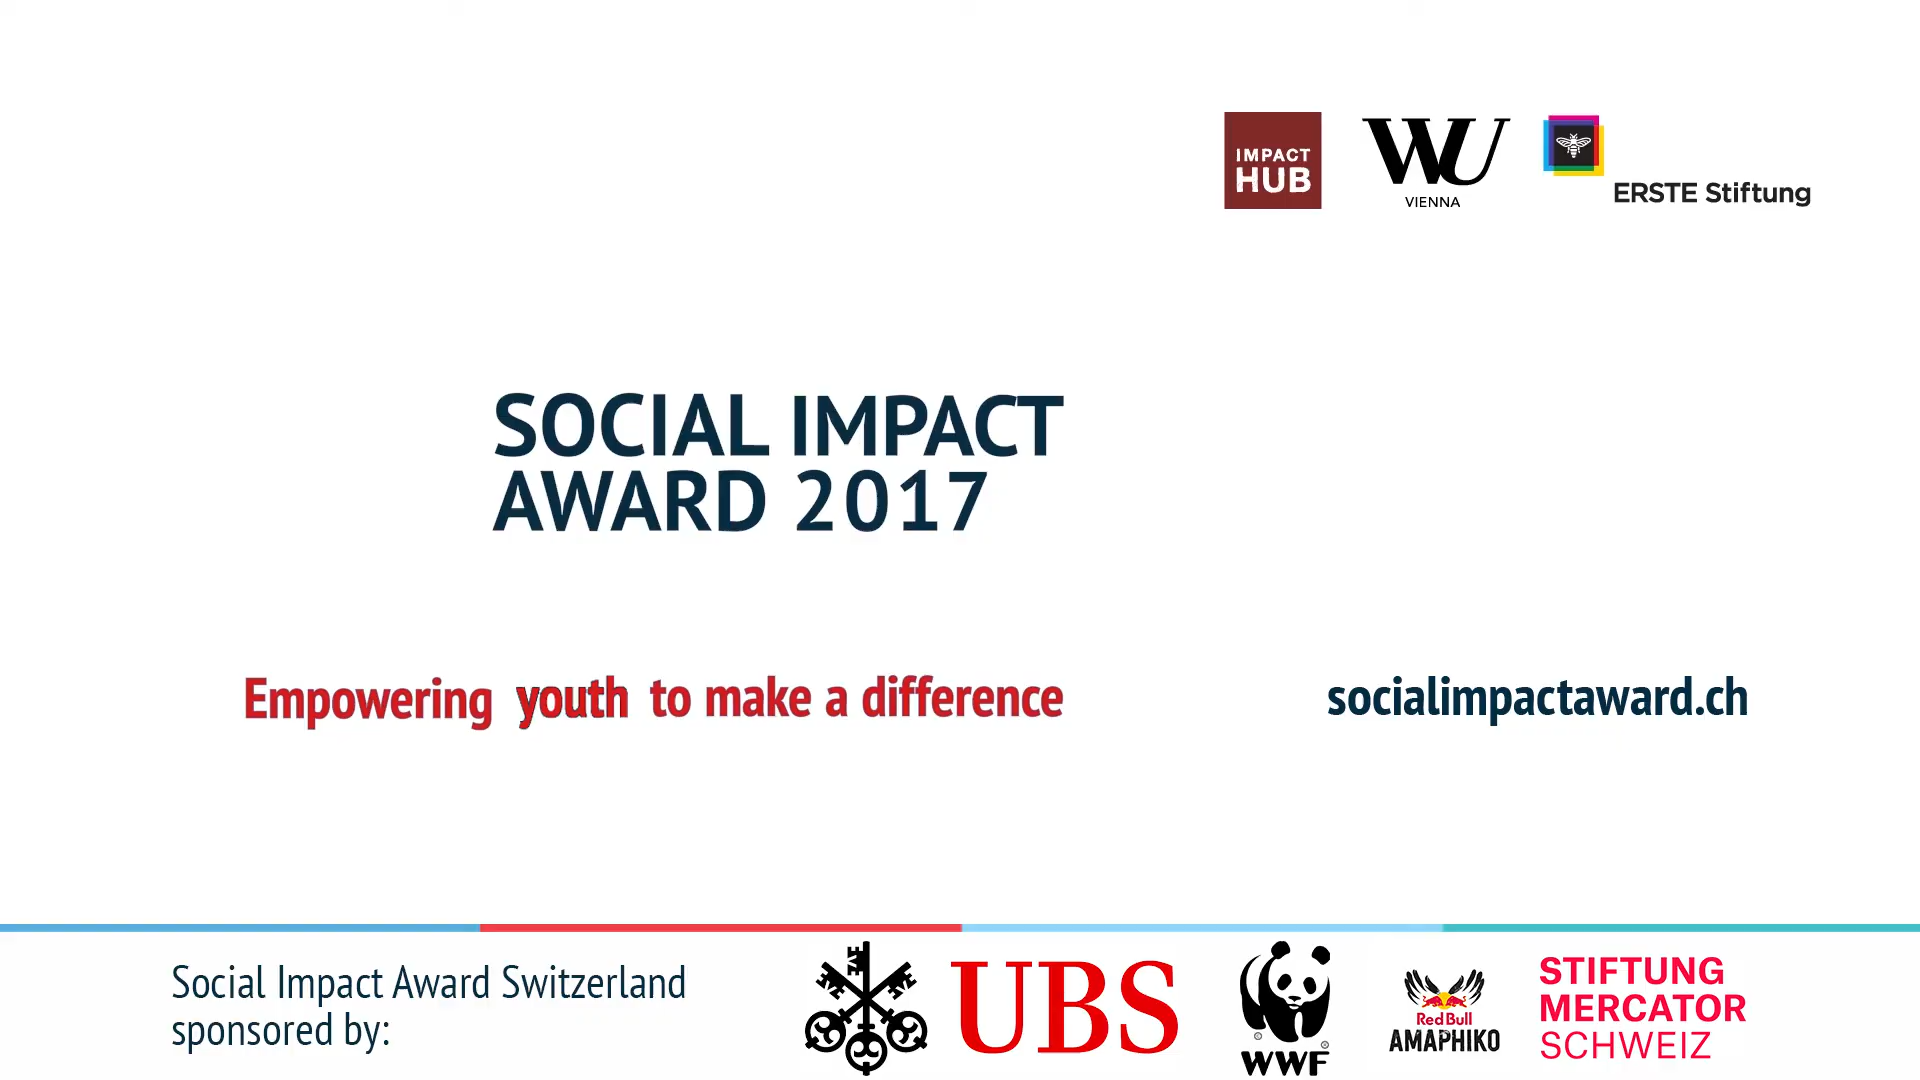 IMPACT
HUB
WU
VIENNA
ERSTE Stiftung
SOCIAL IMPACT
AWARD 2017
Empowering youth to make a difference
socialimpactaward.ch
Social Impact Award Switzerland
sponsored by:
UBS
WWF
Red Bull
AMAPHIKO
STIFTUNG
MERCATOR
SCHWEIZ